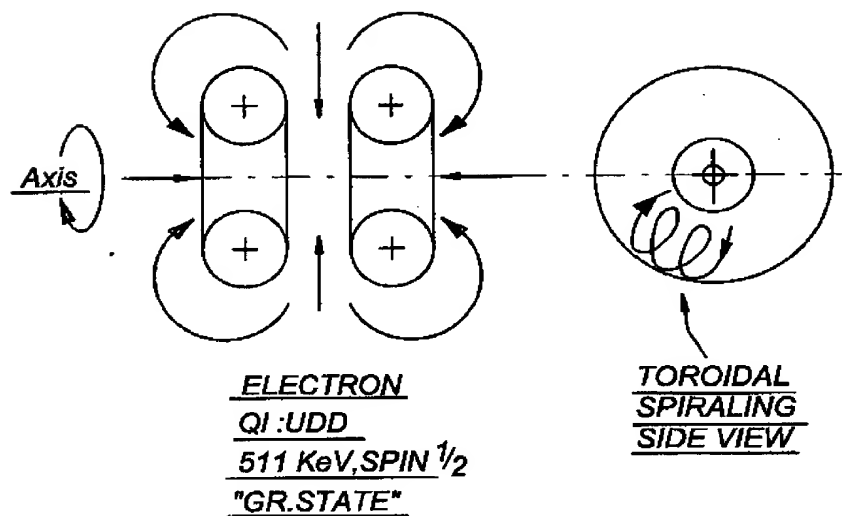 Axis
ELECTRON
QI :UDD
511 KeV, SPIN 1/2
"GR.STATE"
TOROIDAL
SPIRALING
SIDE VIEW